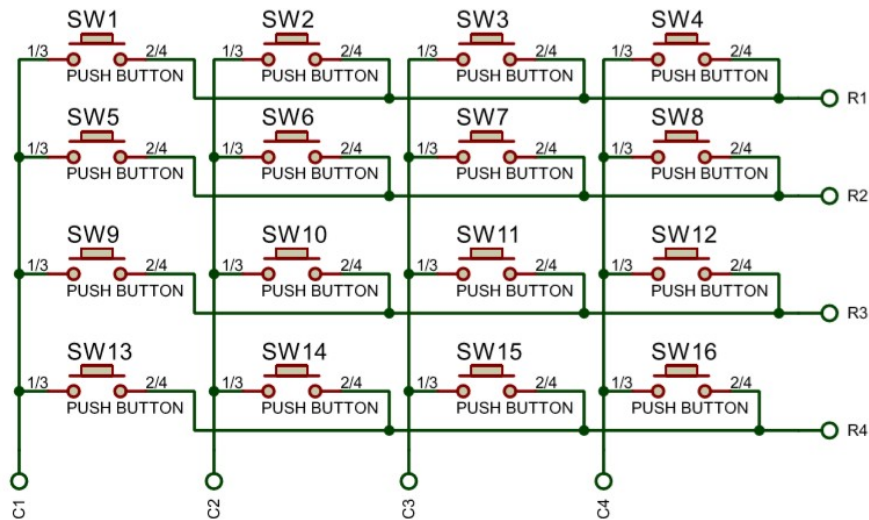 SW1 SW2 SW3 SW4
1/3 2/4 1/3 2/4 1/3 2/4 1/3 2/4
PUSH BUTTON PUSH BUTTON PUSH BUTTON PUSH BUTTON
R1
SW5 SW6 SW7 SW8
1/3 2/4 1/3 2/4 1/3 2/4 1/3 2/4
PUSH BUTTON PUSH BUTTON PUSH BUTTON PUSH BUTTON
R2
SW9 SW10 SW11 SW12
1/3 2/4 1/3 2/4 1/3 2/4 1/3 2/4
PUSH BUTTON PUSH BUTTON PUSH BUTTON PUSH BUTTON
R3
SW13 SW14 SW15 SW16
1/3 2/4 1/3 2/4 1/3 2/4 1/3 2/4
PUSH BUTTON PUSH BUTTON PUSH BUTTON PUSH BUTTON
R4
C1 C2 C3 C4